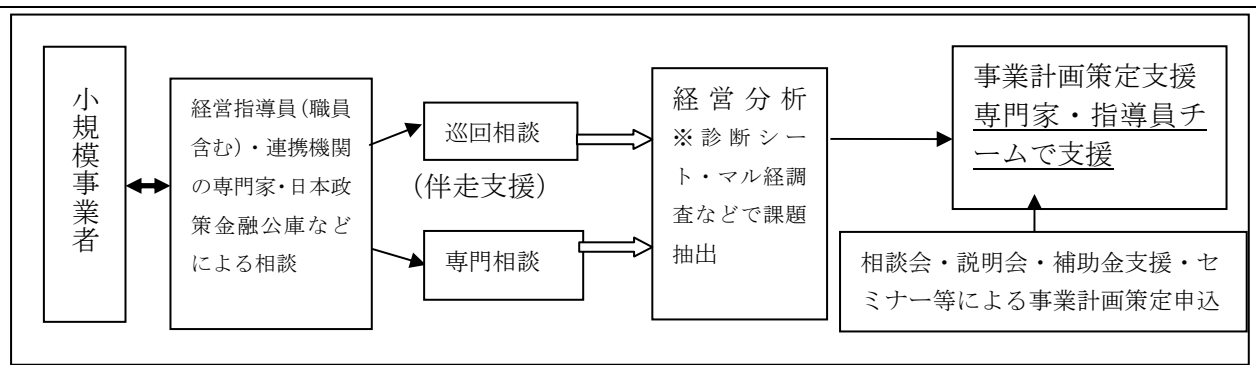 小規模事業者
経営指導員(職員
含む)・連携機関
の専門家・日本政
策金融公庫など
による相談
巡回相談
(伴走支援)
専門相談
経営分析
※診断シー
ト・マル経調
査などで課題
抽出
事業計画策定支援
専門家・指導員チ
ームで支援
相談会・説明会・補助金支援・セ
ミナー等による事業計画策定申込